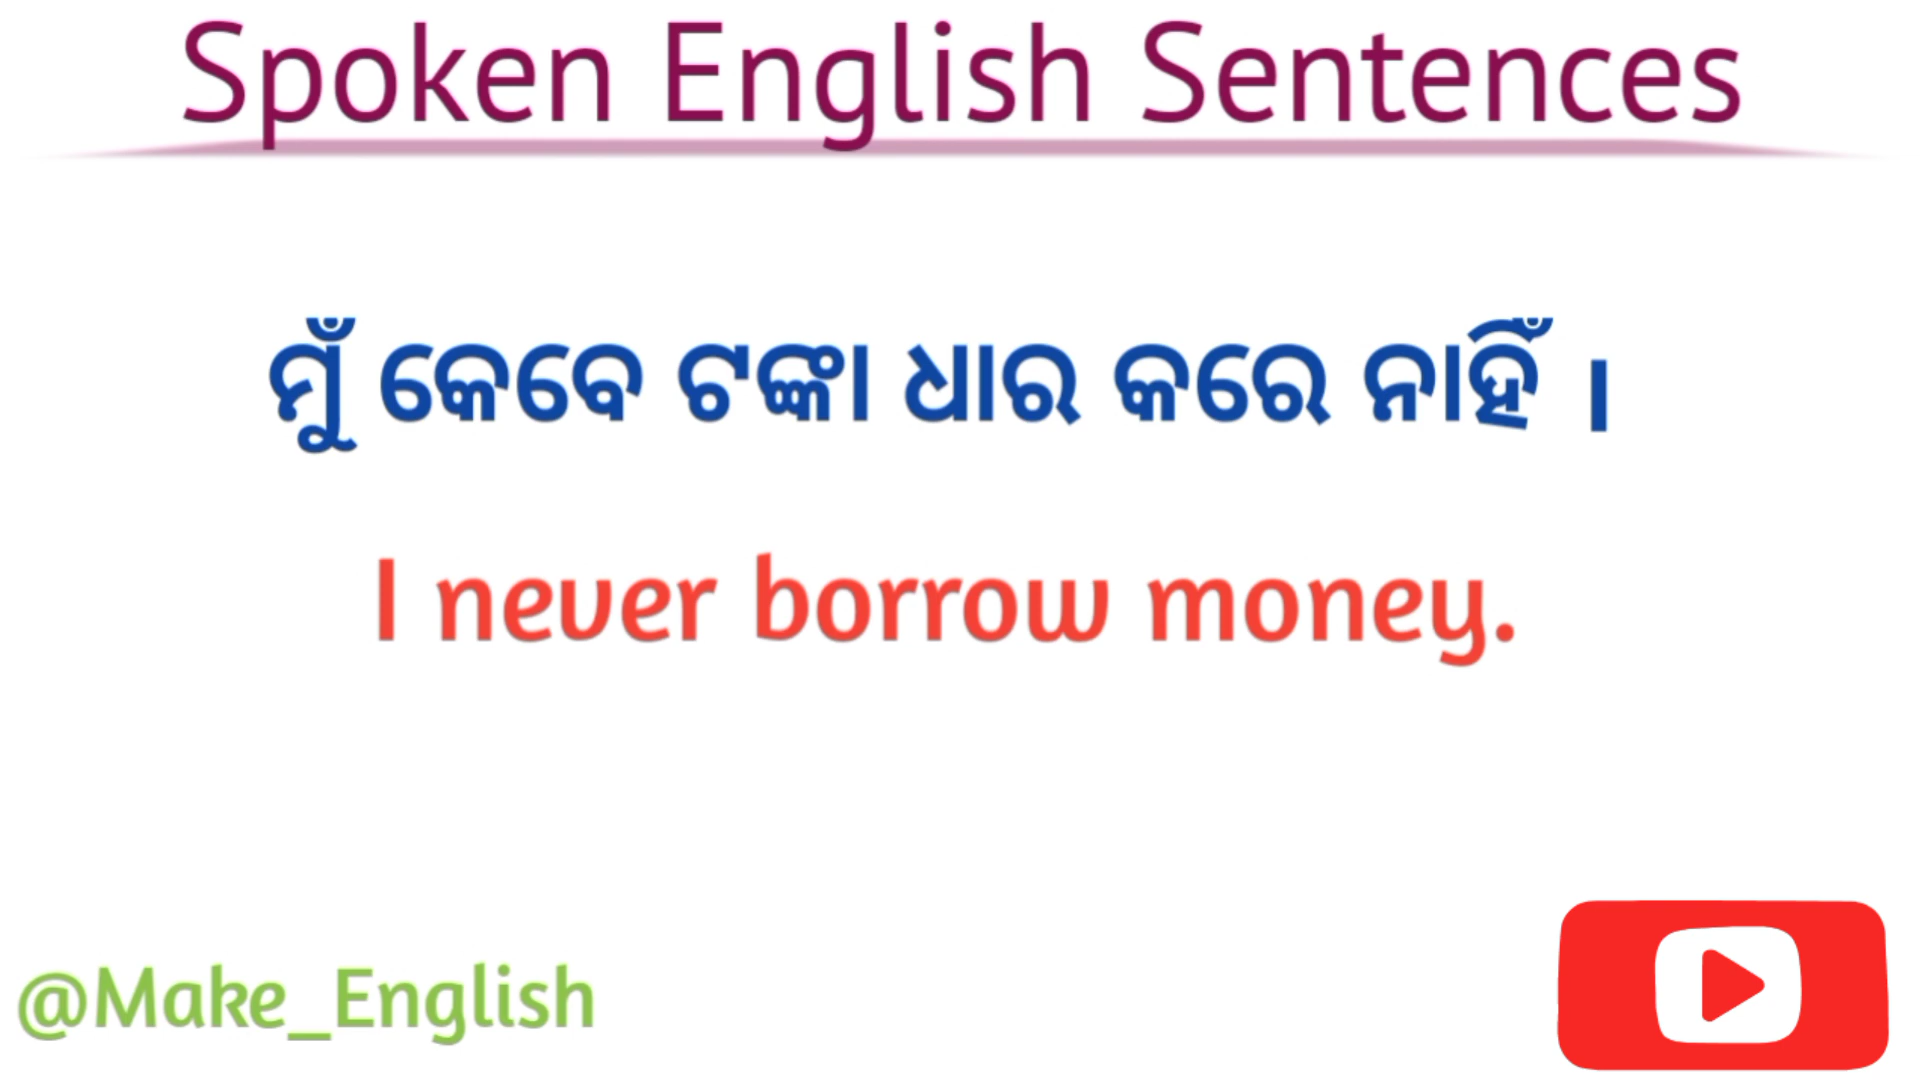 Spoken English Sentences
ମୁଁ କେବେ ଟଙ୍କା ଧାର କରେ ନାହିଁ ।
I never borrow money.
@Make_English